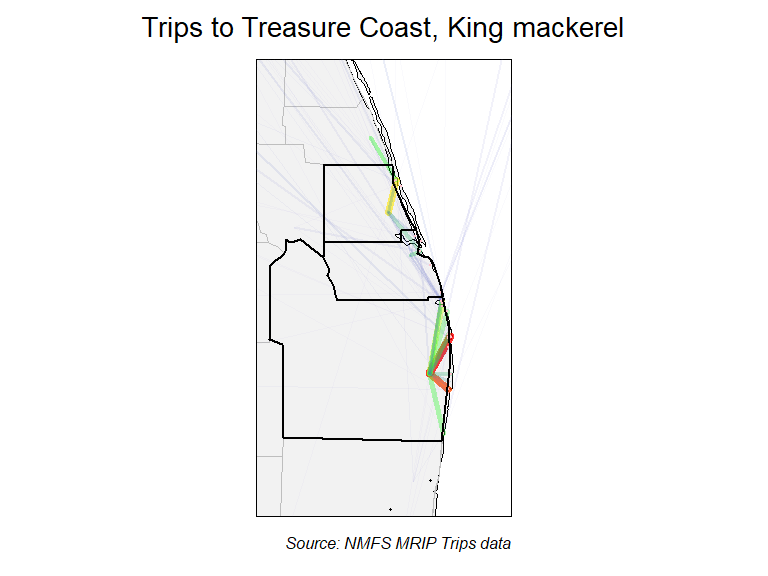 Trips to Treasure Coast, King mackerel
Source: NMFS MRIP Trips data